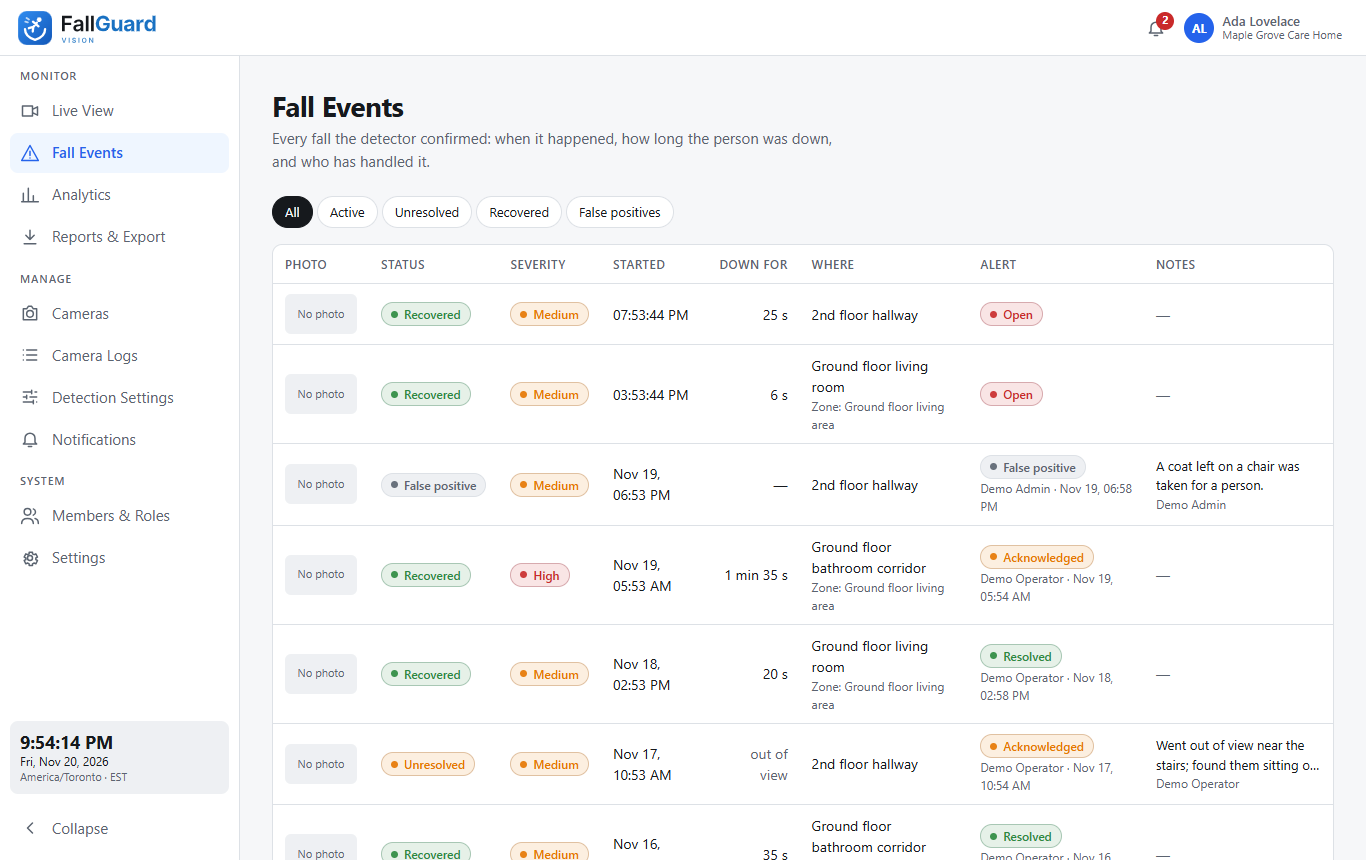 FallGuard
VISION
2
AL
Ada Lovelace
Maple Grove Care Home
MONITOR
Live View
Fall Events
Analytics
Reports & Export
MANAGE
Cameras
Camera Logs
Detection Settings
Notifications
SYSTEM
Members & Roles
Settings
9:54:14 PM
Fri, Nov 20, 2026
America/Toronto · EST
Collapse
Fall Events
Every fall the detector confirmed: when it happened, how long the person was down,
and who has handled it.
All Active Unresolved Recovered False positives
PHOTO STATUS SEVERITY STARTED DOWN FOR WHERE ALERT NOTES
No photo Recovered Medium 07:53:44 PM 25 s 2nd floor hallway Open —
No photo Recovered Medium 03:53:44 PM 6 s Ground floor living
room
Zone: Ground floor living
area
Open —
No photo False positive Medium Nov 19,
06:53 PM
— 2nd floor hallway False positive
Demo Admin · Nov 19, 06:58
PM
A coat left on a chair was
taken for a person.
Demo Admin
No photo Recovered High Nov 19,
05:53 AM
1 min 35 s Ground floor
bathroom corridor
Zone: Ground floor living
area
Acknowledged
Demo Operator · Nov 19,
05:54 AM
—
No photo Recovered Medium Nov 18,
02:53 PM
20 s Ground floor living
room
Zone: Ground floor living
area
Resolved
Demo Operator · Nov 18,
02:58 PM
—
No photo Unresolved Medium Nov 17,
10:53 AM
out of
view
2nd floor hallway Acknowledged
Demo Operator · Nov 17,
10:54 AM
Went out of view near the
stairs; found them sitting o…
Demo Operator
No photo Recovered Medium Nov 16,
35 s Ground floor
bathroom corridor
Resolved
Demo Operator · Nov 16,
—